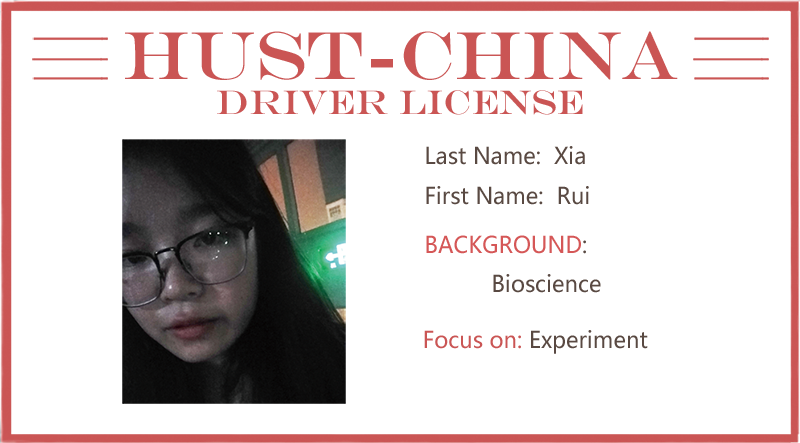 HUST-CHINA
DRIVER LICENSE
Last Name: Xia
First Name: Rui
BACKGROUND:
Bioscience
Focus on: Experiment